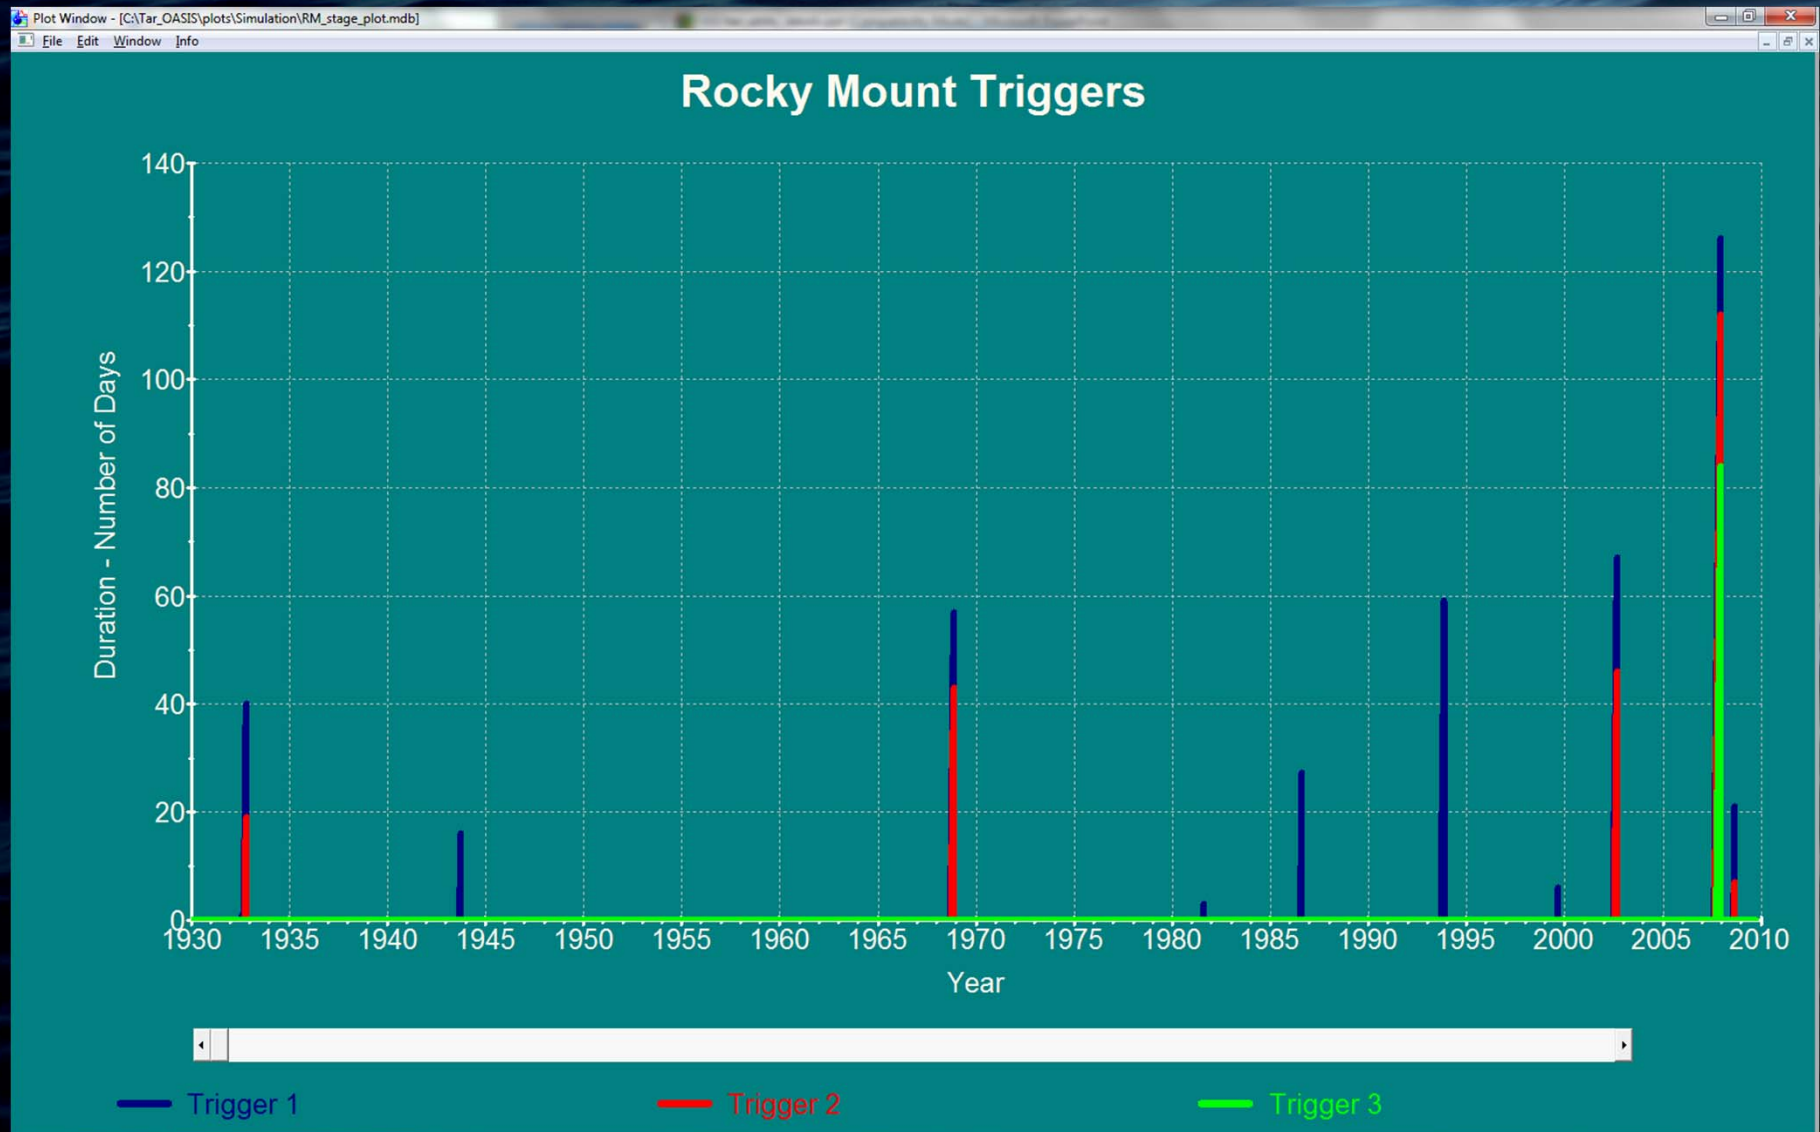 Plot Window - [C:\Tar_OASIS\plots\Simulation\RM_stage_plot.mdb]
File Edit Window Info
Rocky Mount Triggers
140
120
100
80
60
40
20
0
Duration - Number of Days
1930 1935 1940 1945 1950 1955 1960 1965 1970 1975 1980 1985 1990 1995 2000 2005 2010
Year
Trigger 1 Trigger 2 Trigger 3